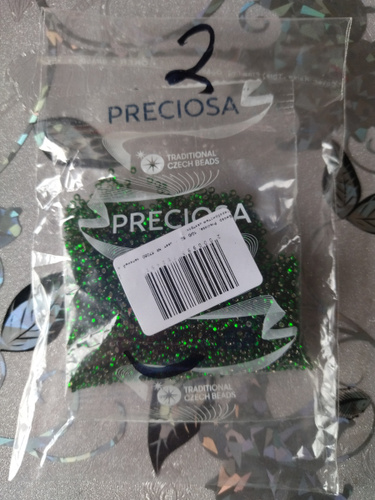 2
PRECIOSA
TRADITIONAL
CZECH BEADS
PRECIOSA
TRADITIONAL
CZECH BEADS